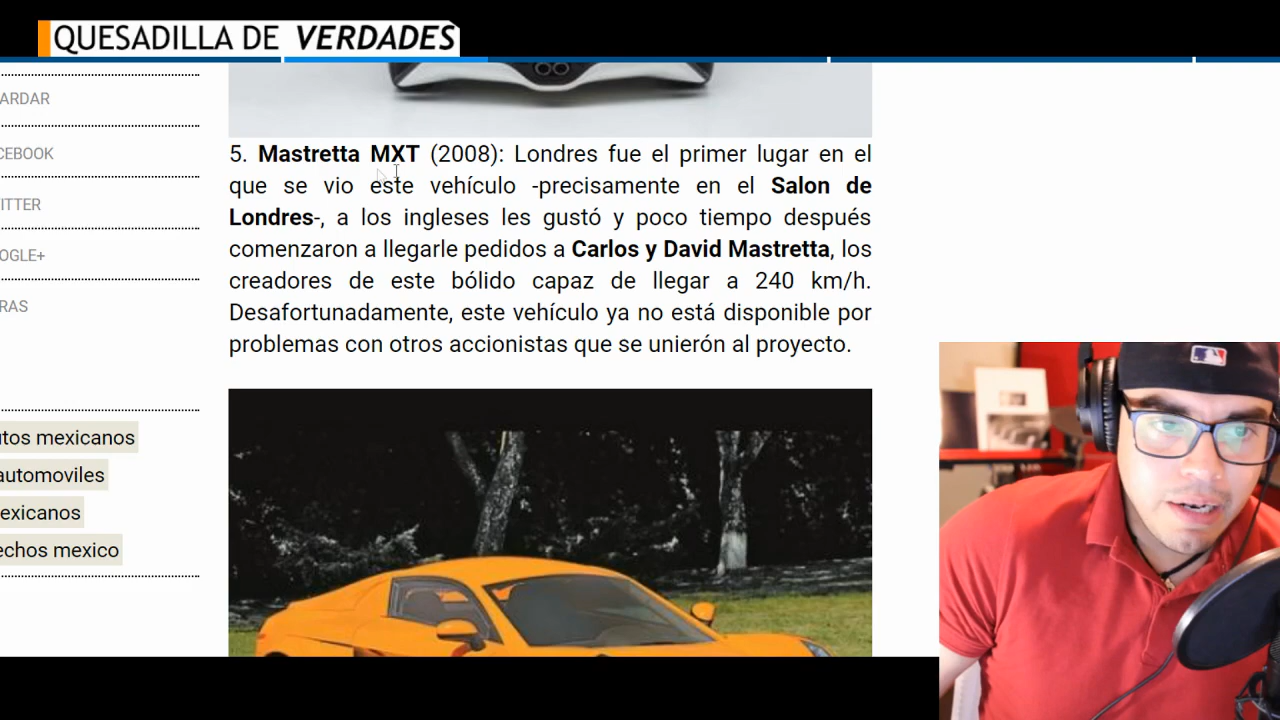 QUESADILLA DE VERDADES
ARDAR
CEBOOK
ITTER
OGLE+
RAS
utos mexicanos
automoviles
exicanos
echos mexico
5. Mastretta MXT (2008): Londres fue el primer lugar en el
que se vio este vehículo -precisamente en el Salon de
Londres-, a los ingleses les gustó y poco tiempo después
comenzaron a llegarle pedidos a Carlos y David Mastretta, los
creadores de este bólido capaz de llegar a 240 km/h.
Desafortunadamente, este vehículo ya no está disponible por
problemas con otros accionistas que se unierón al proyecto.